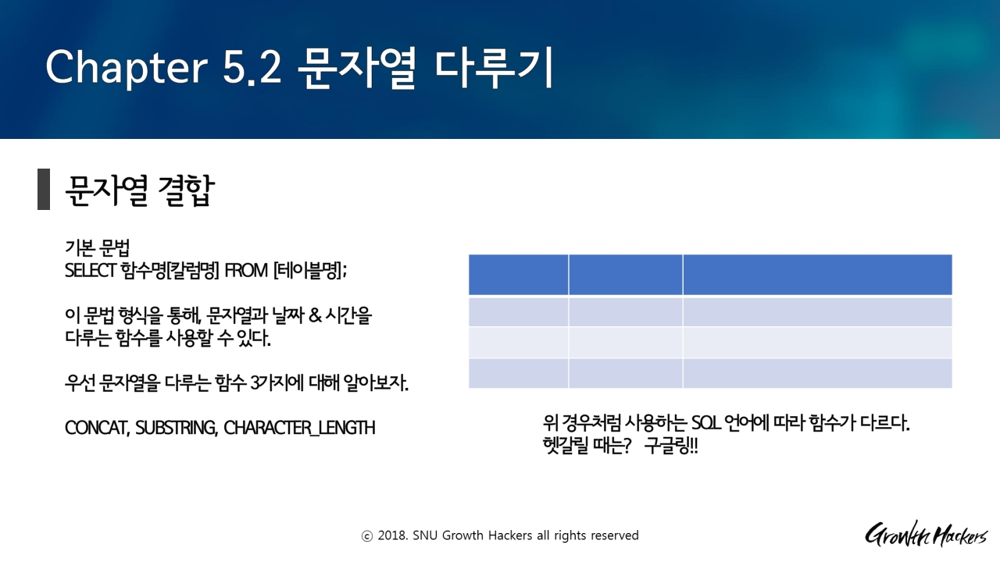 Chapter 5.2 문자열 다루기
문자열 결합
기본 문법
SELECT 함수명[칼럼명] FROM [테이블명];
이 문법 형식을 통해, 문자열과 날짜 & 시간을
다루는 함수를 사용할 수 있다.
우선 문자열을 다루는 함수 3가지에 대해 알아보자.
CONCAT, SUBSTRING, CHARACTER_LENGTH
위 경우처럼 사용하는 SQL 언어에 따라 함수가 다르다.
헷갈릴 때는? 구글링!!
ⓒ 2018. SNU Growth Hackers all rights reserved
Growth Hackers